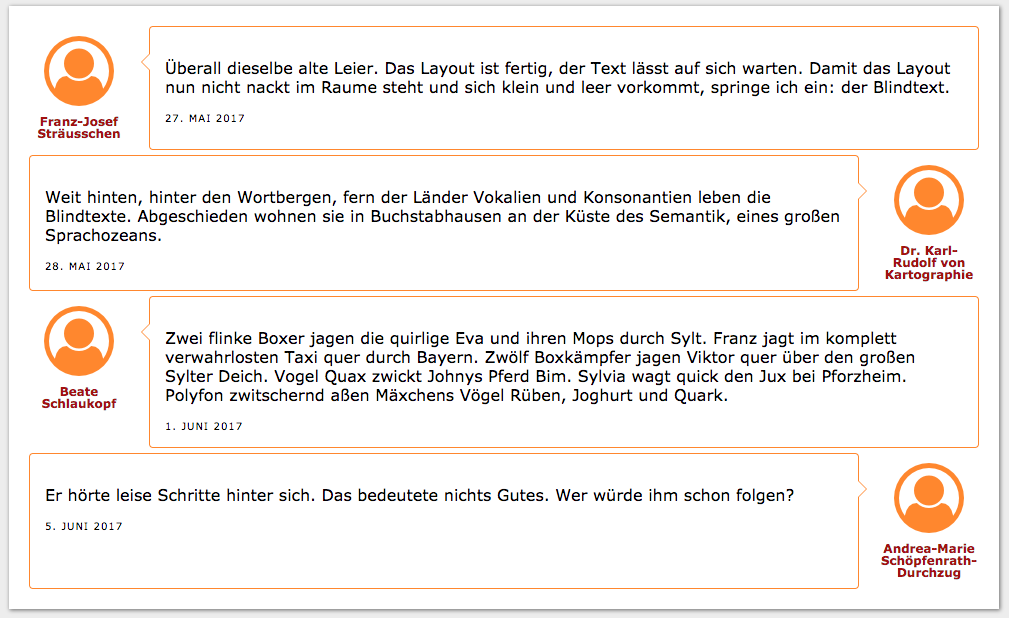 Franz-Josef
Sträusschen
Überall dieselbe alte Leier. Das Layout ist fertig, der Text lässt auf sich warten. Damit das Layout
nun nicht nackt im Raume steht und sich klein und leer vorkommt, springe ich ein: der Blindtext.
27. MAI 2017
Weit hinten, hinter den Wortbergen, fern der Länder Vokalien und Konsonantien leben die
Blindtexte. Abgeschieden wohnen sie in Buchstabhausen an der Küste des Semantik, eines großen
Sprachozeans.
28. MAI 2017
Dr. Karl-
Rudolf von
Kartographie
Beate
Schlaukopf
Zwei flinke Boxer jagen die quirlige Eva und ihren Mops durch Sylt. Franz jagt im komplett
verwahrlosten Taxi quer durch Bayern. Zwölf Boxkämpfer jagen Viktor quer über den großen
Sylter Deich. Vogel Quax zwickt Johnys Pferd Bim. Sylvia wagt quick den Jux bei Pforzheim.
Polyfon zwitschernd aßen Mäxchens Vögel Rüben, Joghurt und Quark.
1. JUNI 2017
Er hörte leise Schritte hinter sich. Das bedeutete nichts Gutes. Wer würde ihm schon folgen?
5. JUNI 2017
Andrea-Marie
Schöpfenrath-
Durchzug